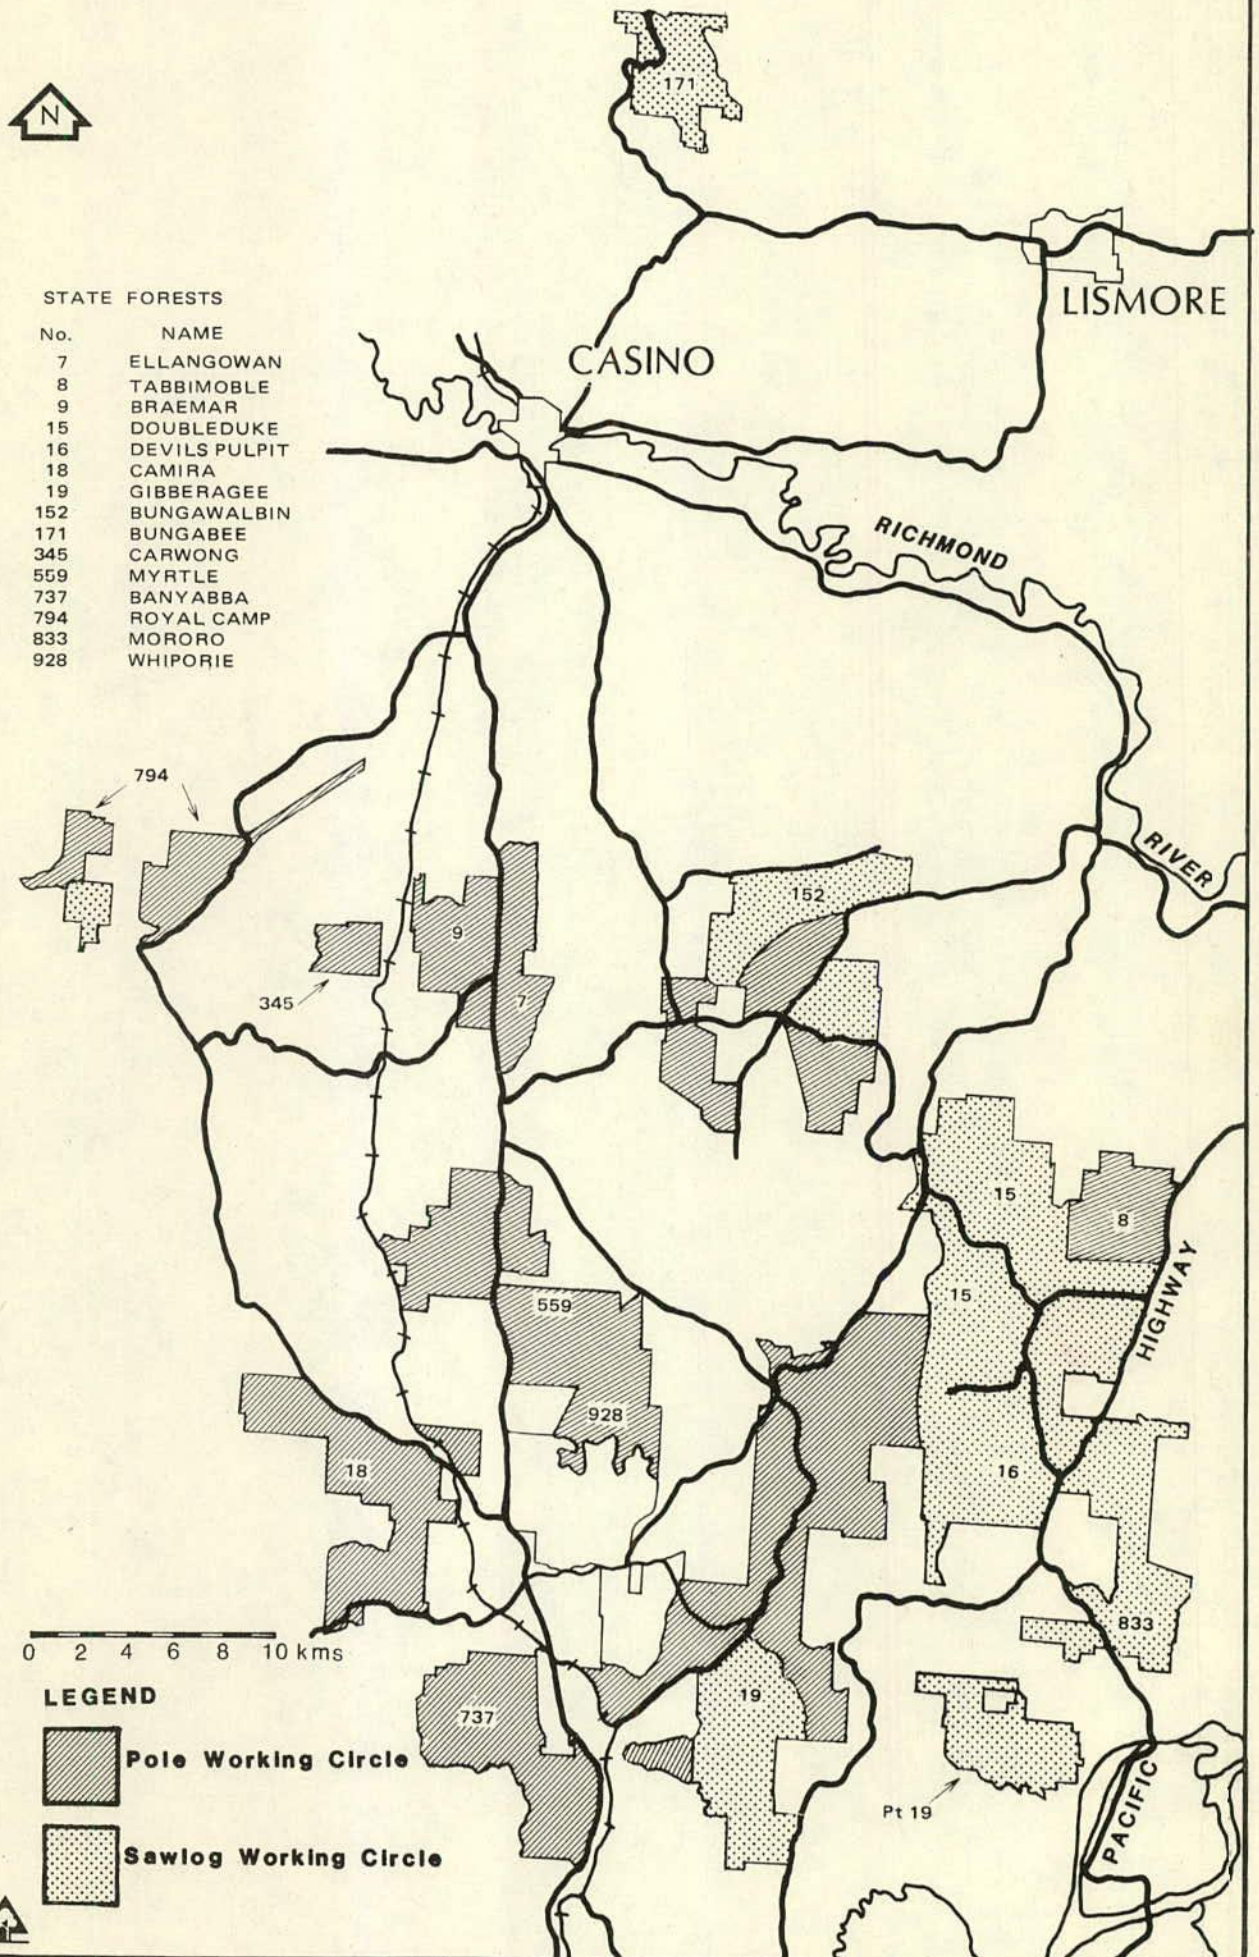 171
N
LISMORE
STATE FORESTS
No. NAME
7 ELLANGOWAN
8 TABBIMOBLE
9 BRAEMAR
15 DOUBLEDUKE
16 DEVILS PULPIT
18 CAMIRA
19 GIBBERAGEE
152 BUNGAWALBIN
171 BUNGABEE
345 CARWONG
559 MYRTLE
737 BANYABBA
794 ROYAL CAMP
833 MORORO
928 WHIPORIE
CASINO
RICHMOND
RIVER
794
152
9
345
7
15
8
15
HIGHWAY
559
928
18
16
833
0 2 4 6 8 10 kms
LEGEND
19
737
Pole Working Circle
Pt 19
PACIFIC
Sawlog Working Circle